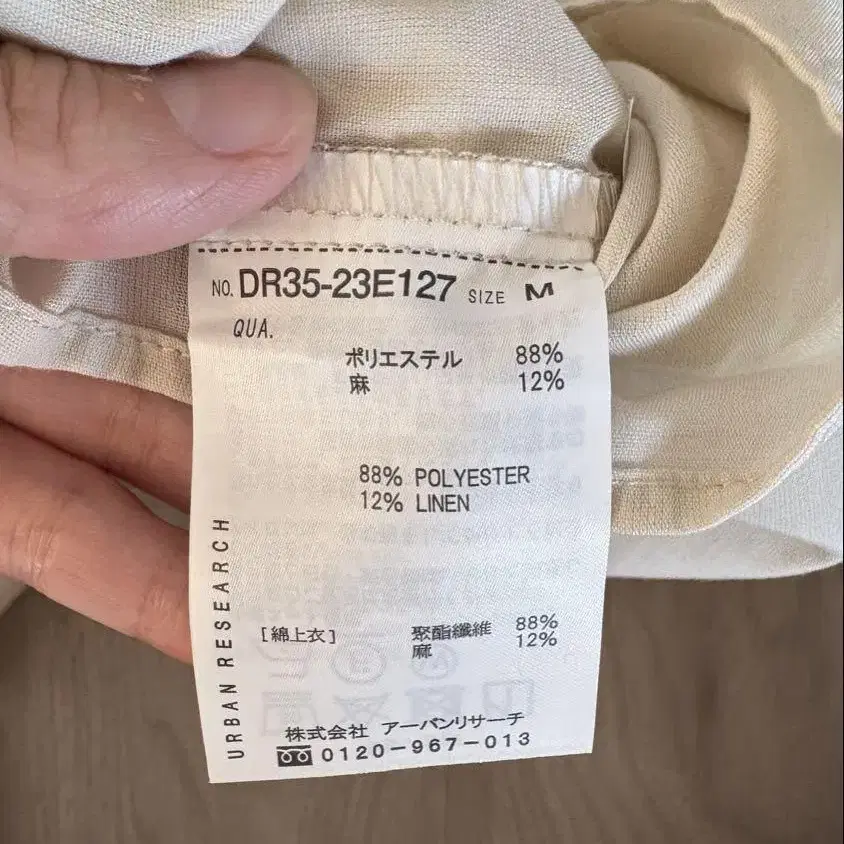 NO. DR35-23E127 SIZE M
QUA.
ポリエステル 88%
麻 12%
88% POLYESTER
12% LINEN
URBAN RESEARCH
[綿上衣] 聚酯纖維 88%
麻 12%
株式会社 アーバンリサーチ
0120-967-013